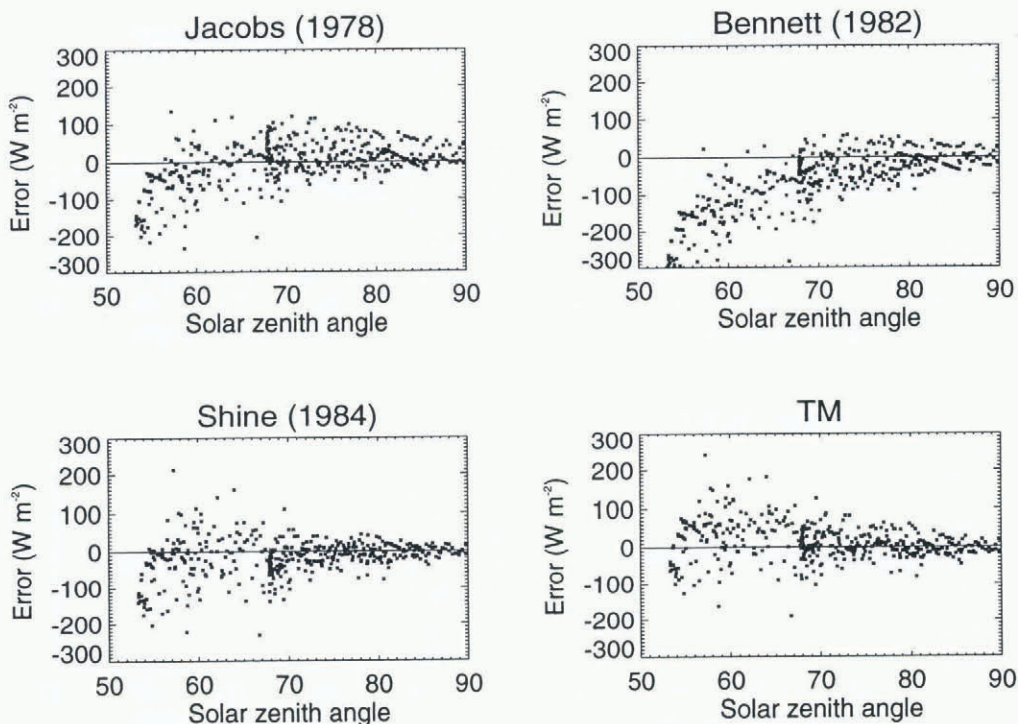 Jacobs (1978)
300
200
100
0
-100
-200
-300
Error (W m-2)
50 60 70 80 90
Solar zenith angle
Bennett (1982)
300
200
100
0
-100
-200
-300
Error (W m-2)
50 60 70 80 90
Solar zenith angle
Shine (1984)
300
200
100
0
-100
-200
-300
Error (W m-2)
50 60 70 80 90
Solar zenith angle
TM
300
200
100
0
-100
-200
-300
Error (W m-2)
50 60 70 80 90
Solar zenith angle